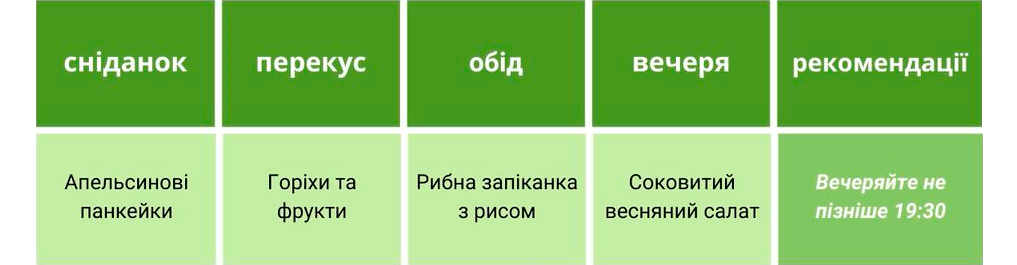 сніданок
перекус
обід
вечеря
рекомендації
Апельсинові
панкейки
Горіхи та
фрукти
Рибна запіканка
з рисом
Соковитий
весняний салат
Вечеряйте не
пізніше 19:30